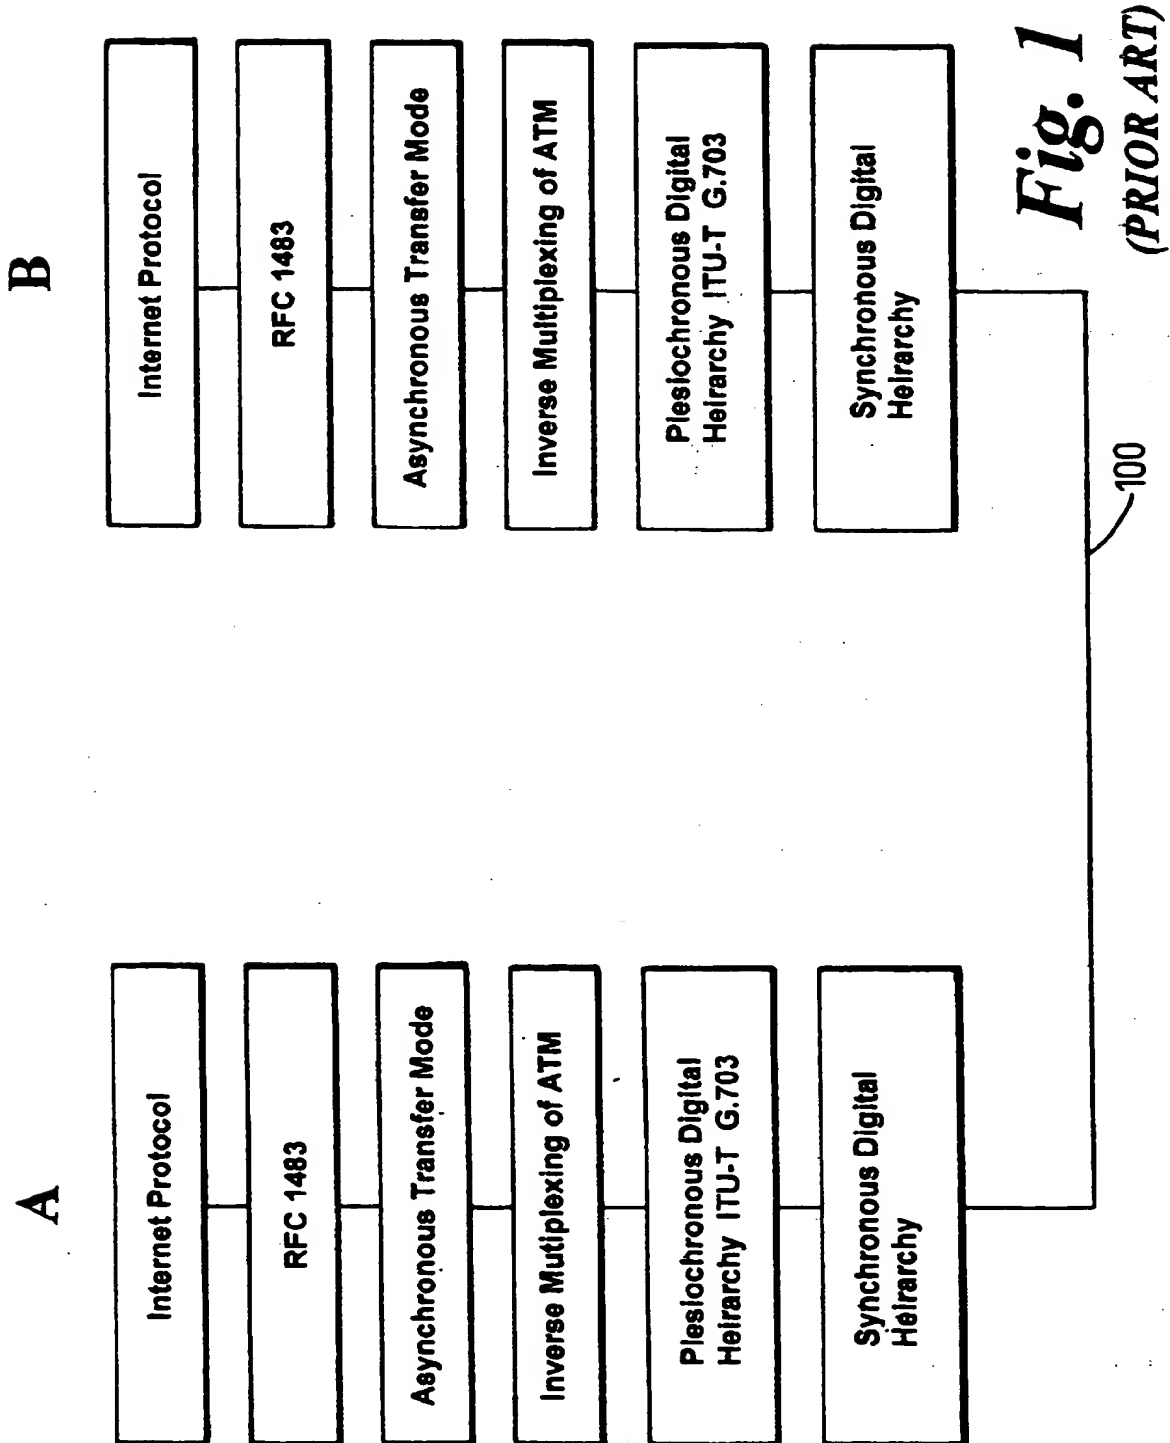 A
Internet Protocol
RFC 1483
Asynchronous Transfer Mode
Inverse Mutiplexing of ATM
Plesiochronous Digital
Heirarchy ITU-T G.703
Synchronous Digital
Heirarchy
B
Internet Protocol
RFC 1483
Asynchronous Transfer Mode
Inverse Multiplexing of ATM
Plesiochronous Digital
Heirarchy ITU-T G.703
Synchronous Digital
Heirarchy
100
Fig. 1
(PRIOR ART)